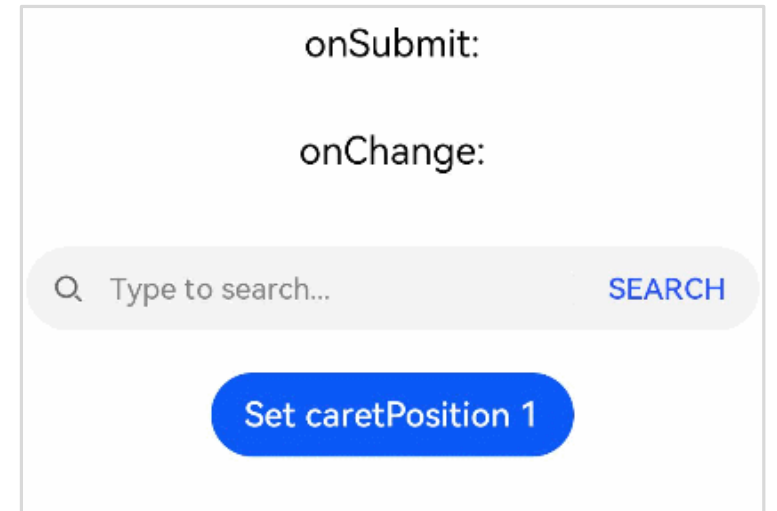 onSubmit:
onChange:
Type to search...
SEARCH
Set caretPosition 1